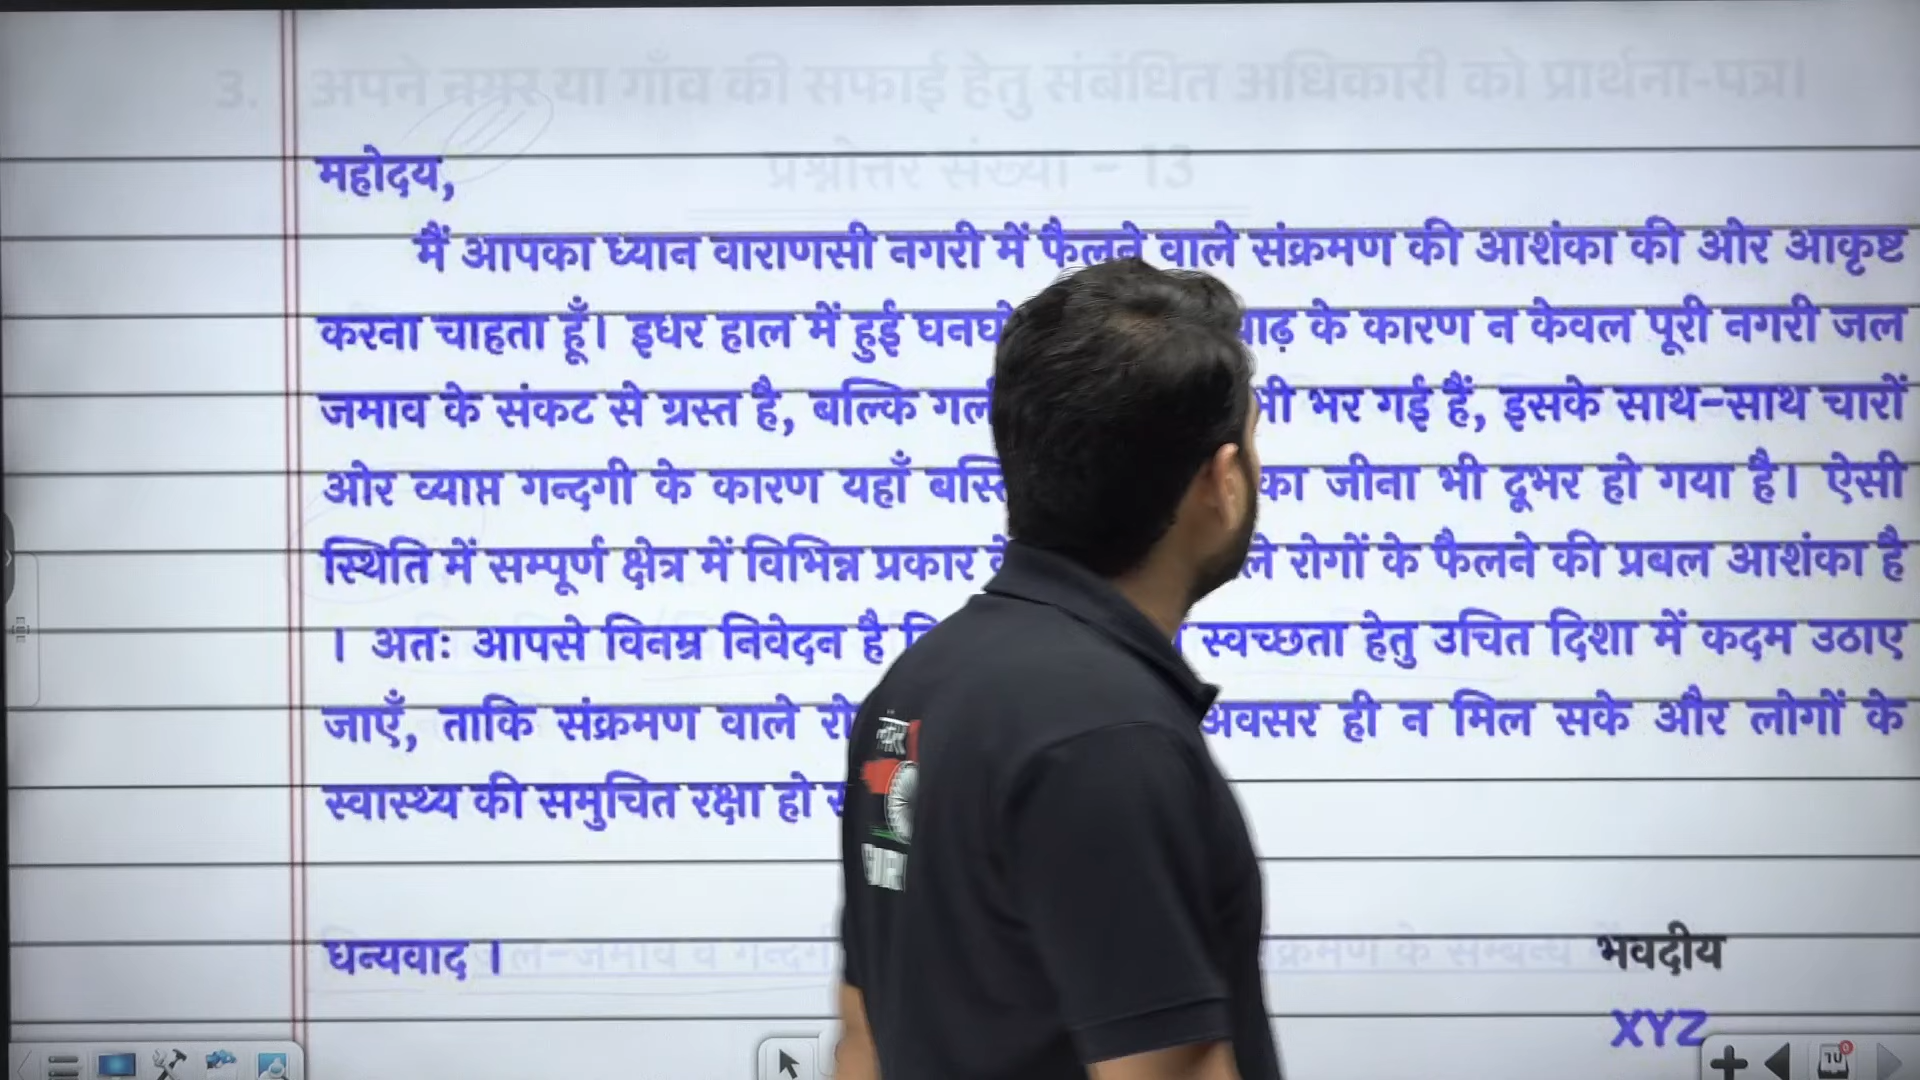 3. अपने नगर या गाँव की सफाई हेतु संबंधित अधिकारी को प्रार्थना-पत्र।
प्रश्नोत्तर संख्या – 13
महोदय,
मैं आपका ध्यान वाराणसी नगरी में फैलने वाले संक्रमण की आशंका की ओर आकृष्ट
करना चाहता हूँ। इधर हाल में हुई के कारण न केवल पूरी नगरी जल
जमाव के संकट से ग्रस्त है, बल्कि भी भर गई हैं, इसके साथ-साथ चारों
ओर व्याप्त गन्दगी के कारण यहाँ का जीना भी दूभर हो गया है। ऐसी
स्थिति में सम्पूर्ण क्षेत्र में विभिन्न प्रकार रोगों के फैलने की प्रबल आशंका है
। अतः आपसे विनम्र निवेदन है स्वच्छता हेतु उचित दिशा में कदम उठाए
जाएँ, ताकि संक्रमण वाले अवसर ही न मिल सके और लोगों के
स्वास्थ्य की समुचित रक्षा हो
धन्यवाद । भवदीय
XYZ